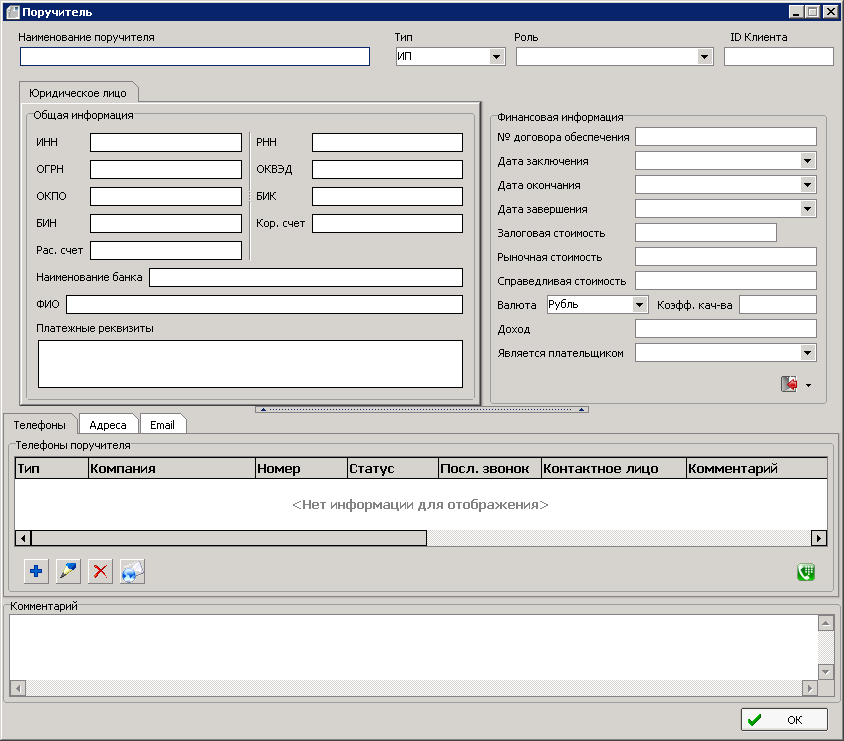 Поручитель
Наименование поручителя
Тип
Роль
ID Клиента
ИП
Юридическое лицо
Общая информация
ИНН
РНН
ОГРН
ОКВЭД
ОКПО
БИК
БИН
Кор. счет
Рас. счет
Наименование банка
ФИО
Платежные реквизиты
Финансовая информация
№ договора обеспечения
Дата заключения
Дата окончания
Дата завершения
Залоговая стоимость
Рыночная стоимость
Справедливая стоимость
Валюта
Рубль
Коэфф. кач-ва
Доход
Является плательщиком
Телефоны
Адреса
Email
Телефоны поручителя
Тип
Компания
Номер
Статус
Посл. звонок
Контактное лицо
Комментарий
<Нет информации для отображения>
Комментарий
OK